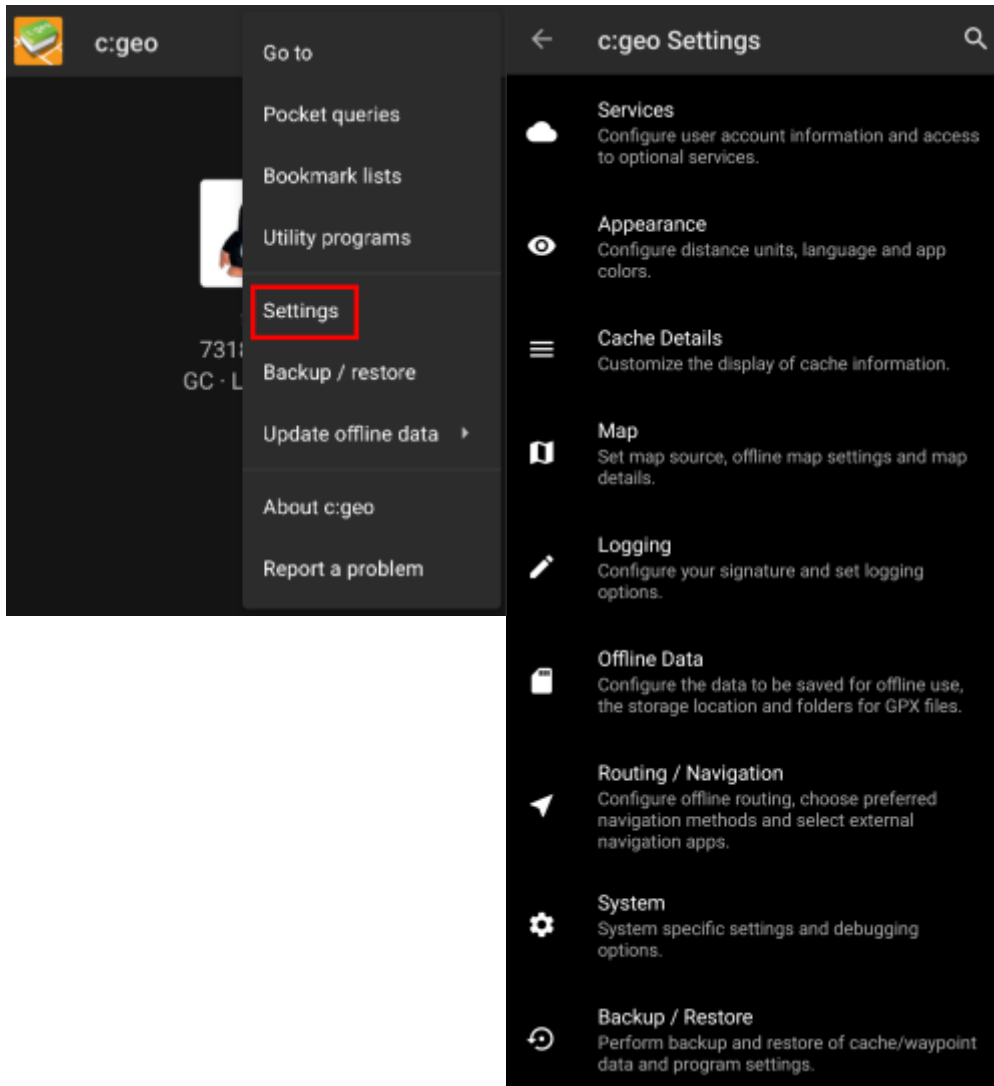 c:geo
Go to
Pocket queries
Bookmark lists
Utility programs
Settings
7318
Backup / restore
GC · L
Update offline data
About c:geo
Report a problem
c:geo Settings
Services
Configure user account information and access
to optional services.
Appearance
Configure distance units, language and app
colors.
Cache Details
Customize the display of cache information.
Map
Set map source, offline map settings and map
details.
Logging
Configure your signature and set logging
options.
Offline Data
Configure the data to be saved for offline use,
the storage location and folders for GPX files.
Routing / Navigation
Configure offline routing, choose preferred
navigation methods and select external
navigation apps.
System
System specific settings and debugging
options.
Backup / Restore
Perform backup and restore of cache/waypoint
data and program settings.